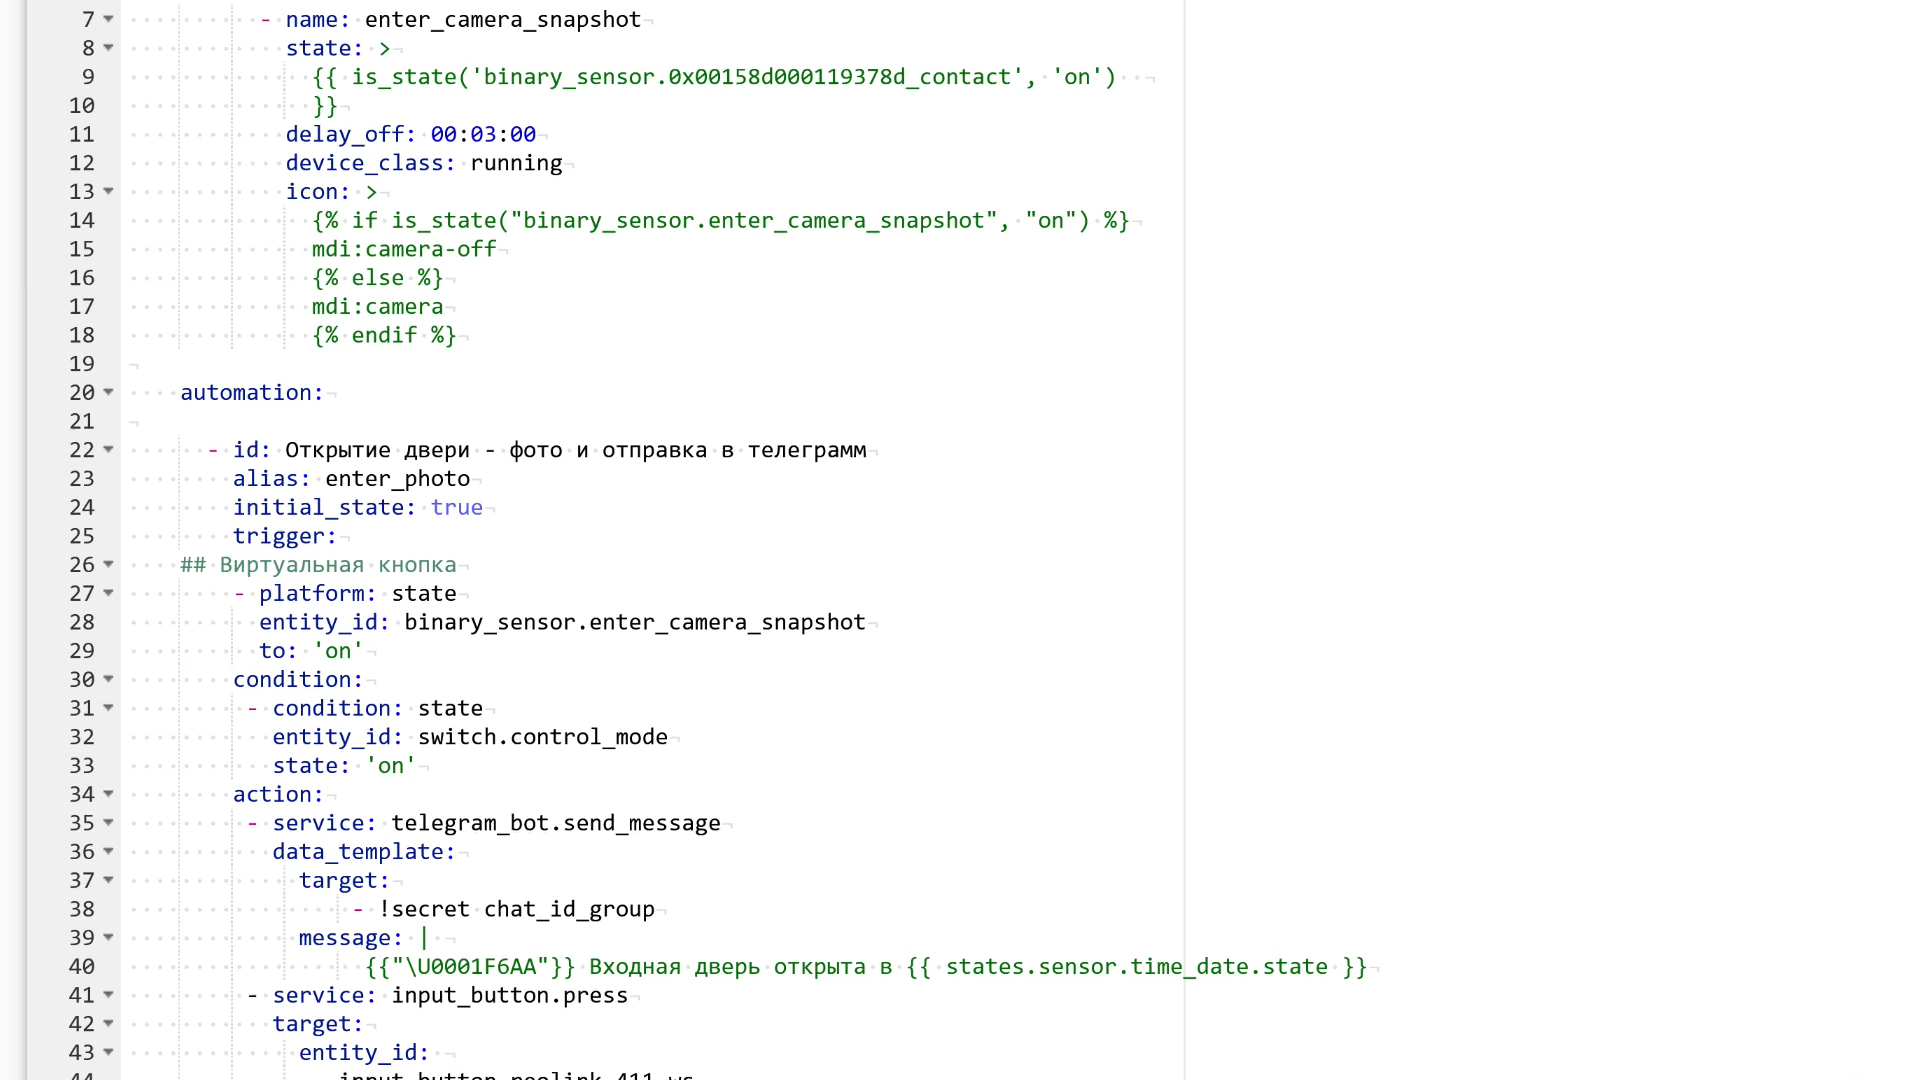 7 - name: enter_camera_snapshot
8 state: >
9 {{ is_state('binary_sensor.0x00158d000119378d_contact', 'on')
10 }}
11 delay_off: 00:03:00
12 device_class: running
13 icon: >
14 {% if is_state("binary_sensor.enter_camera_snapshot", "on") %}
15 mdi:camera-off
16 {% else %}
17 mdi:camera
18 {% endif %}
19
20 automation:
21
22 - id: Открытие двери - фото и отправка в телеграмм
23 alias: enter_photo
24 initial_state: true
25 trigger:
26 ## Виртуальная кнопка
27 - platform: state
28 entity_id: binary_sensor.enter_camera_snapshot
29 to: 'on'
30 condition:
31 - condition: state
32 entity_id: switch.control_mode
33 state: 'on'
34 action:
35 - service: telegram_bot.send_message
36 data_template:
37 target:
38 - !secret chat_id_group
39 message: |
40 {{"\U0001F6AA"}} Входная дверь открыта в {{ states.sensor.time_date.state }}
41 - service: input_button.press
42 target:
43 entity_id: